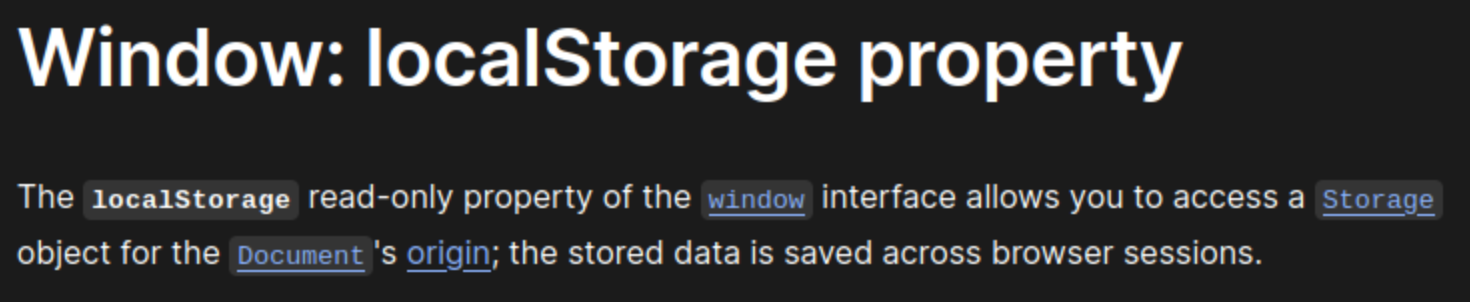 Window: localStorage property
The localStorage read-only property of the window interface allows you to access a Storage
object for the Document's origin; the stored data is saved across browser sessions.